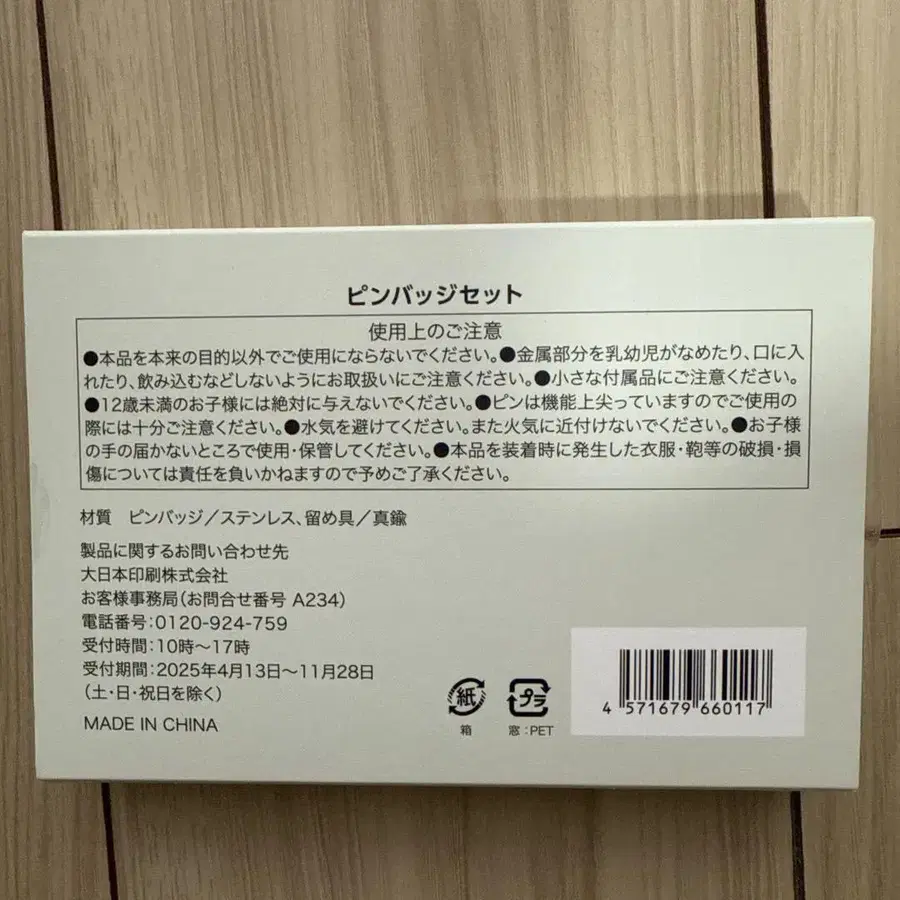 ピンバッジセット
使用上のご注意
●本品を本来の目的以外でご使用にならないでください。●金属部分を乳幼児がなめたり、口に入
れたり、飲み込むなどしないようにお取扱いにご注意ください。●小さな付属品にご注意ください。
●12歳未満のお子様には絶対に与えないでください。●ピンは機能上尖っていますのでご使用の
際には十分ご注意ください。●水気を避けてください。また火気に近付けないでください。●お子様
の手の届かないところで使用・保管してください。●本品を装着時に発生した衣服・鞄等の破損・損
傷については責任を負いかねますので予めご了承ください。
材質　ピンバッジ／ステンレス、留め具／真鍮
製品に関するお問い合わせ先
大日本印刷株式会社
お客様事務局(お問合せ番号 A234)
電話番号:0120-924-759
受付時間:10時～17時
受付期間:2025年4月13日～11月28日
(土・日・祝日を除く)
MADE IN CHINA
紙
箱
プラ
窓:PET
4 571679 660117